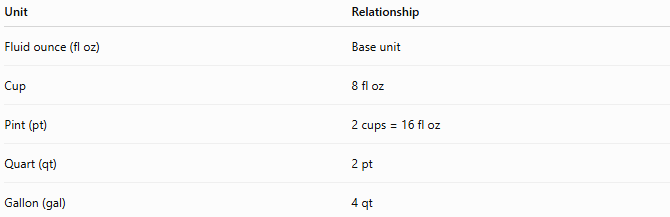 Unit Relationship
Fluid ounce (fl oz) Base unit
Cup 8 fl oz
Pint (pt) 2 cups = 16 fl oz
Quart (qt) 2 pt
Gallon (gal) 4 qt